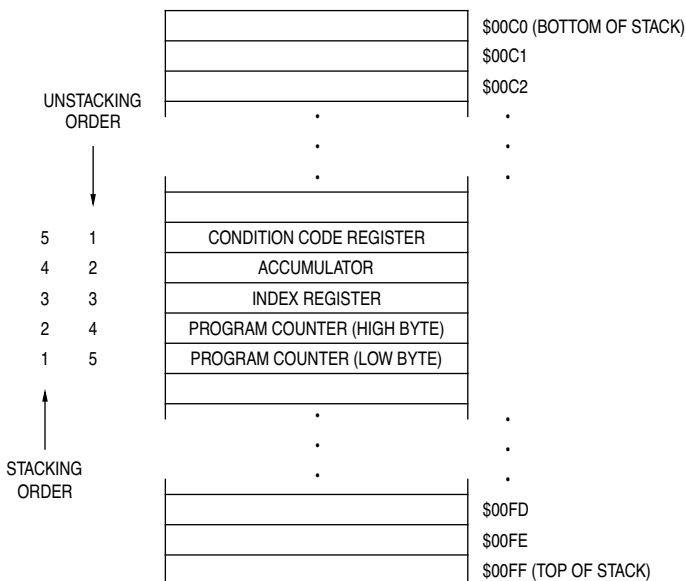 $00C0 (BOTTOM OF STACK)
$00C1
$00C2
UNSTACKING
ORDER
5 1 CONDITION CODE REGISTER
4 2 ACCUMULATOR
3 3 INDEX REGISTER
2 4 PROGRAM COUNTER (HIGH BYTE)
1 5 PROGRAM COUNTER (LOW BYTE)
STACKING
ORDER
$00FD
$00FE
$00FF (TOP OF STACK)